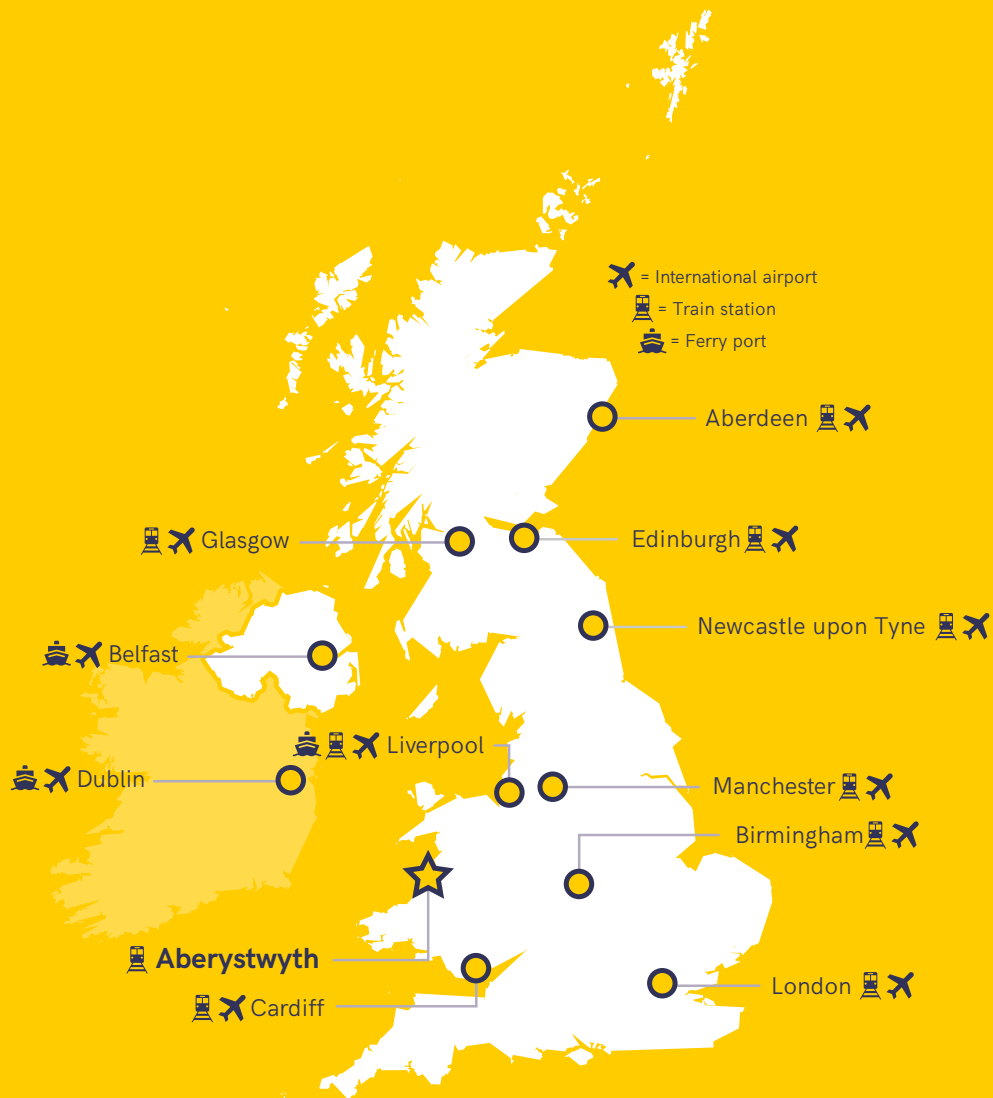 = International airport
= Train station
= Ferry port
Aberdeen
Glasgow
Edinburgh
Newcastle upon Tyne
Belfast
Liverpool
Dublin
Manchester
Birmingham
Aberystwyth
London
Cardiff